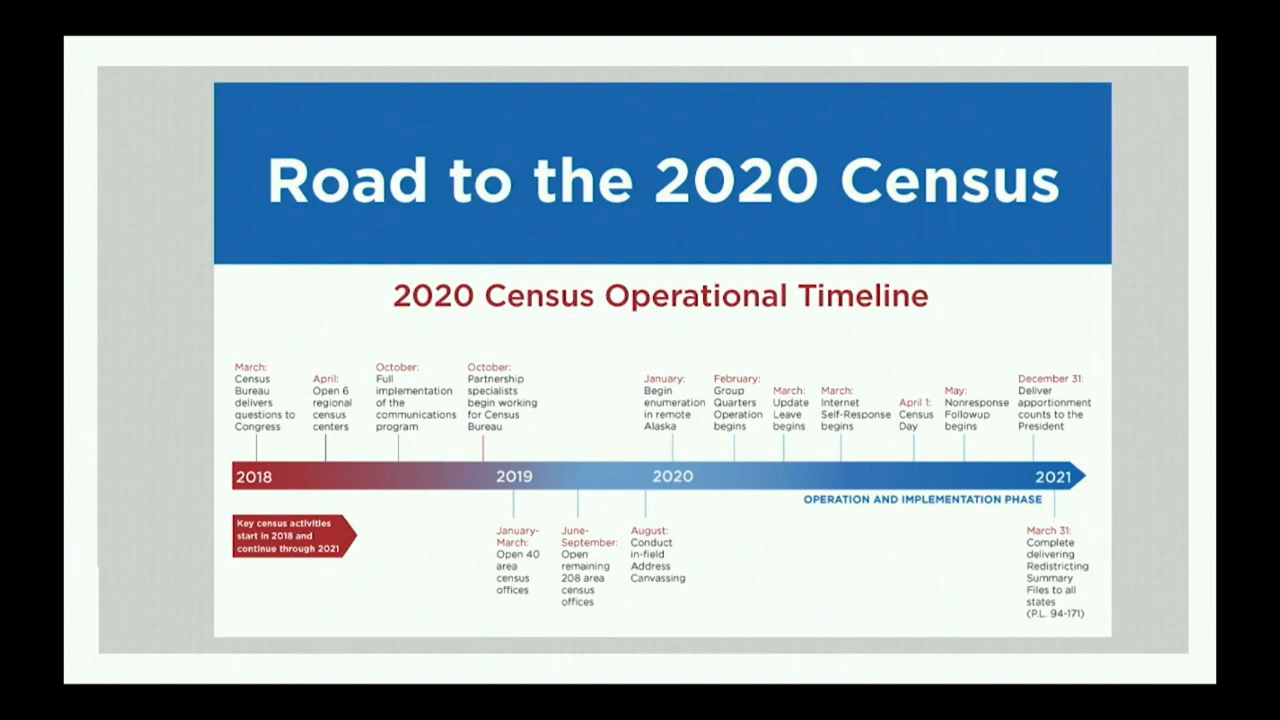 Road to the 2020 Census
2020 Census Operational Timeline
March:
Census
Bureau
delivers
questions to
Congress
April:
Open 6
regional
census
centers
October:
Full
implementation
of the
communications
program
October:
Partnership
specialists
begin working
for Census
Bureau
January:
Begin
enumeration
in remote
Alaska
February:
Group
Quarters
Operation
begins
March:
Update
Leave
begins
March:
Internet
Self-Response
begins
April 1:
Census
Day
May:
Nonresponse
Followup
begins
December 31:
Deliver
apportionment
counts to the
President
2018
2019
2020
2021
OPERATION AND IMPLEMENTATION PHASE
Key census activities
start in 2018 and
continue through 2021
January-
March:
Open 40
area
census
offices
June-
September:
Open
remaining
208 area
census
offices
August:
Conduct
in-field
Address
Canvassing
March 31:
Complete
delivering
Redistricting
Summary
Files to all
states
(P.L. 94-171)